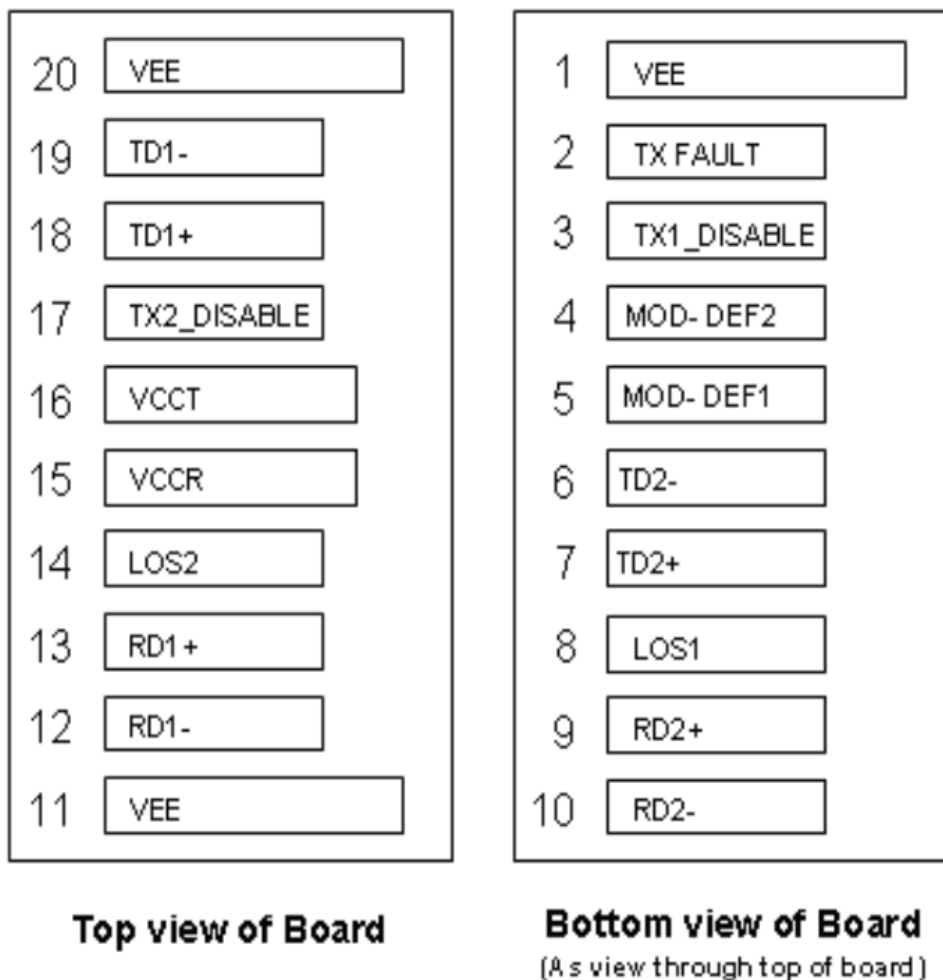 20 VEE
19 TD1-
18 TD1+
17 TX2_DISABLE
16 VCCT
15 VCCR
14 LOS2
13 RD1+
12 RD1-
11 VEE
Top view of Board
1 VEE
2 TX FAULT
3 TX1_DISABLE
4 MOD- DEF2
5 MOD- DEF1
6 TD2-
7 TD2+
8 LOS1
9 RD2+
10 RD2-
Bottom view of Board
(As view through top of board)